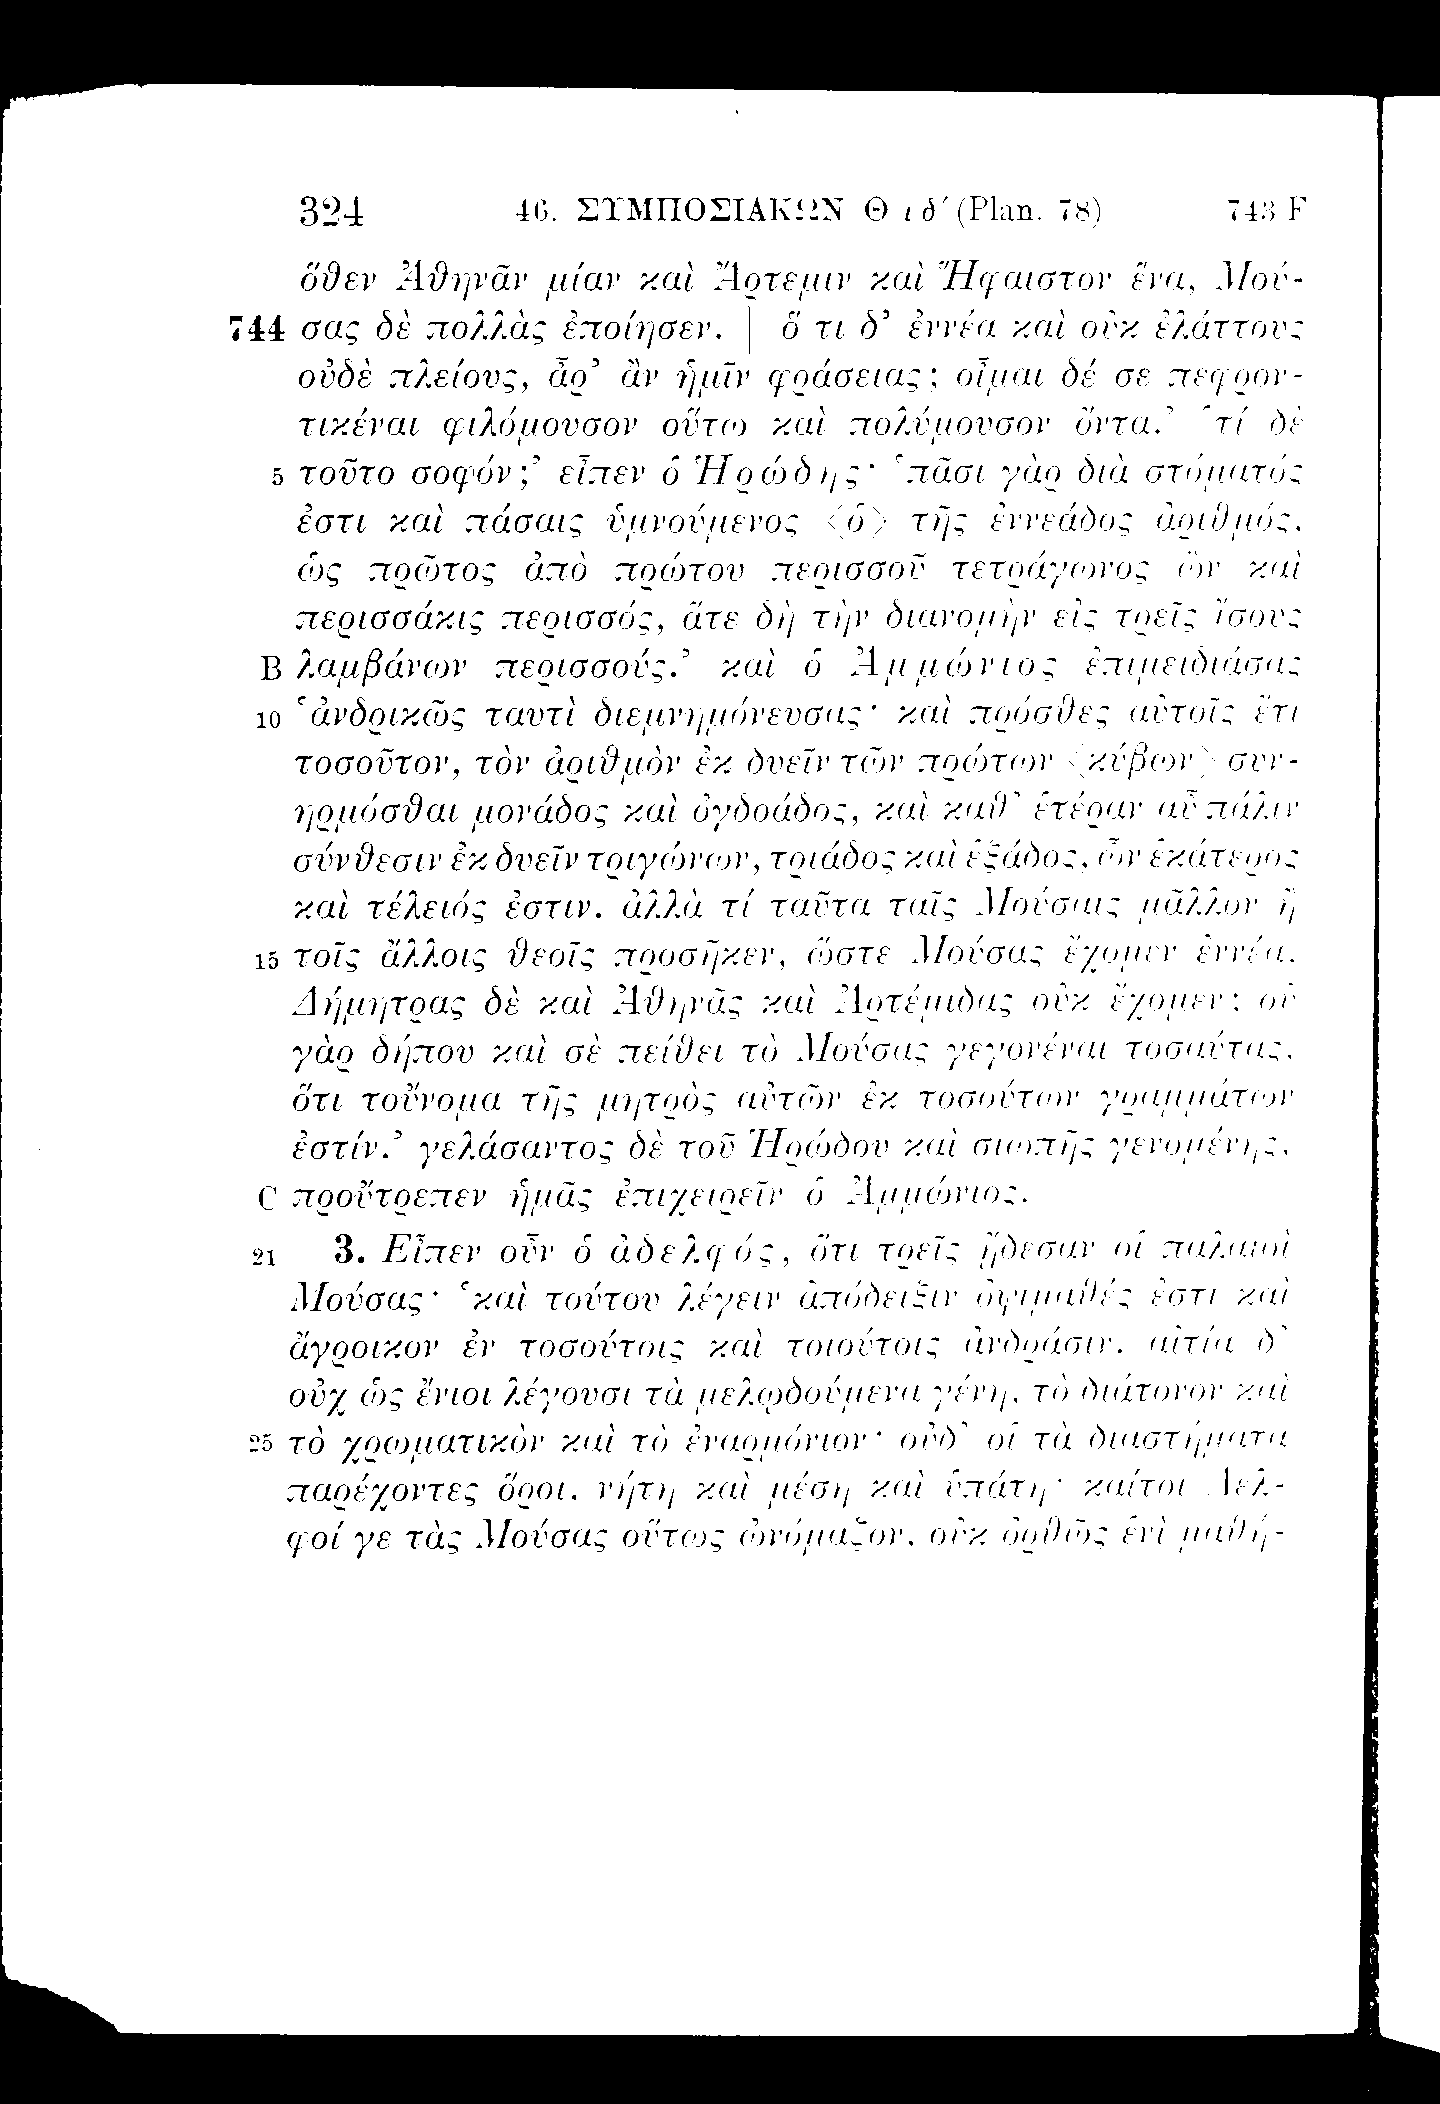 324 46. ΣΥΜΠΟΣΙΑΚΩΝ Θ ιδ´ (Plan. 78) 743 F
ὅθεν Ἀθηνᾶν μίαν καὶ Ἄρτεμιν καὶ Ἥφαιστον ἕνα, Μού-
744 σας δὲ πολλὰς ἐποίησεν. | ὅ τι δ’ ἐννέα καὶ οὐκ ἐλάττους
οὐδὲ πλείους, ἆρ’ ἂν ἡμῖν φράσειας; οἶμαι δέ σε πεφρον-
τικέναι φιλόμουσον οὕτω καὶ πολύμουσον ὄντα.’ ‘τί δὲ
5 τοῦτο σοφόν;’ εἶπεν ὁ Ἡρώδης· ‘πᾶσι γὰρ διὰ στόματός
ἐστι καὶ πάσαις ὑμνούμενος <ὁ> τῆς ἐννεάδος ἀριθμός,
ὡς πρῶτος ἀπὸ πρώτου περισσοῦ τετράγωνος ὢν καὶ
περισσάκις περισσός, ἅτε δὴ τὴν διανομὴν εἰς τρεῖς ἴσους
B λαμβάνων περισσούς.’ καὶ ὁ Ἀμμώνιος ἐπιμειδιάσας
10 ‘ἀνδρικῶς ταυτὶ διεμνημόνευσας· καὶ πρόσθες αὐτοῖς ἔτι
τοσοῦτον, τὸν ἀριθμὸν ἐκ δυεῖν τῶν πρώτων <κύβων> συν-
ηρμόσθαι μονάδος καὶ ὀγδοάδος, καὶ καθ’ ἑτέραν αὖ πάλιν
σύνθεσιν ἐκ δυεῖν τριγώνων, τριάδος καὶ ἑξάδος, ὧν ἑκάτερος
καὶ τέλειός ἐστιν. ἀλλὰ τί ταῦτα ταῖς Μούσαις μᾶλλον ἢ
15 τοῖς ἄλλοις θεοῖς προσῆκεν, ὥστε Μούσας ἔχομεν ἐννέα,
Δήμητρας δὲ καὶ Ἀθηνᾶς καὶ Ἀρτέμιδας οὐκ ἔχομεν; οὐ
γὰρ δήπου καὶ σὲ πείθει τὸ Μούσας γεγονέναι τοσαύτας,
ὅτι τοὔνομα τῆς μητρὸς αὐτῶν ἐκ τοσούτων γραμμάτων
ἐστίν.’ γελάσαντος δὲ τοῦ Ἡρώδου καὶ σιωπῆς γενομένης,
C προὔτρεπεν ἡμᾶς ἐπιχειρεῖν ὁ Ἀμμώνιος.
21 3. Εἶπεν οὖν ὁ ἀδελφός, ὅτι τρεῖς ᾔδεσαν οἱ παλαιοὶ
Μούσας· ‘καὶ τούτου λέγειν ἀπόδειξιν ὀψιμαθές ἐστι καὶ
ἄγροικον ἐν τοσούτοις καὶ τοιούτοις ἀνδράσιν. αἰτία δ’
οὐχ ὡς ἔνιοι λέγουσι τὰ μελῳδούμενα γένη, τὸ διάτονον καὶ
25 τὸ χρωματικὸν καὶ τὸ ἐναρμόνιον· οὐδ’ οἱ τὰ διαστήματα
παρέχοντες ὅροι, νήτη καὶ μέση καὶ ὑπάτη· καίτοι Δελ-
φοί γε τὰς Μούσας οὕτως ὠνόμαζον, οὐκ ὀρθῶς ἑνὶ μαθή-